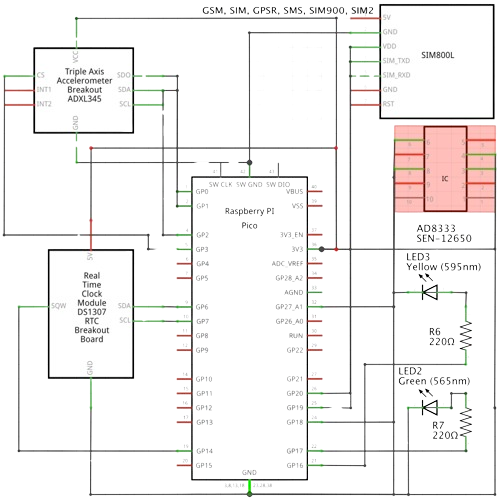 GSM, SIM, GPSR, SMS, SIM900, SIM2
5V
GND
VDD
SIM_TXD
SIM_RXD
GND
RST
SIM800L
VCC
Triple Axis
Accelerometer
Breakout
ADXL345
CS
INT1
INT2
SDO
SDA
SCL
GND
IC
AD8333
SEN-12650
SW CLK
SW GND
SW DIO
Raspberry PI
Pico
GP0
GP1
GP2
GP3
GP4
GP5
GP6
GP7
GP8
GP9
GP10
GP11
GP12
GP13
GP14
GP15
VBUS
VSS
3V3_EN
3V3
ADC_VREF
GP28_A2
AGND
GP27_A1
GP26_A0
RUN
GP22
GP21
GP20
GP19
GP18
GP17
GP16
GND
5V
Real
Time
Clock
Module
DS1307
RTC
Breakout
Board
SQW
SDA
SCL
GND
LED3
Yellow (595nm)
R6
220Ω
LED2
Green (565nm)
R7
220Ω